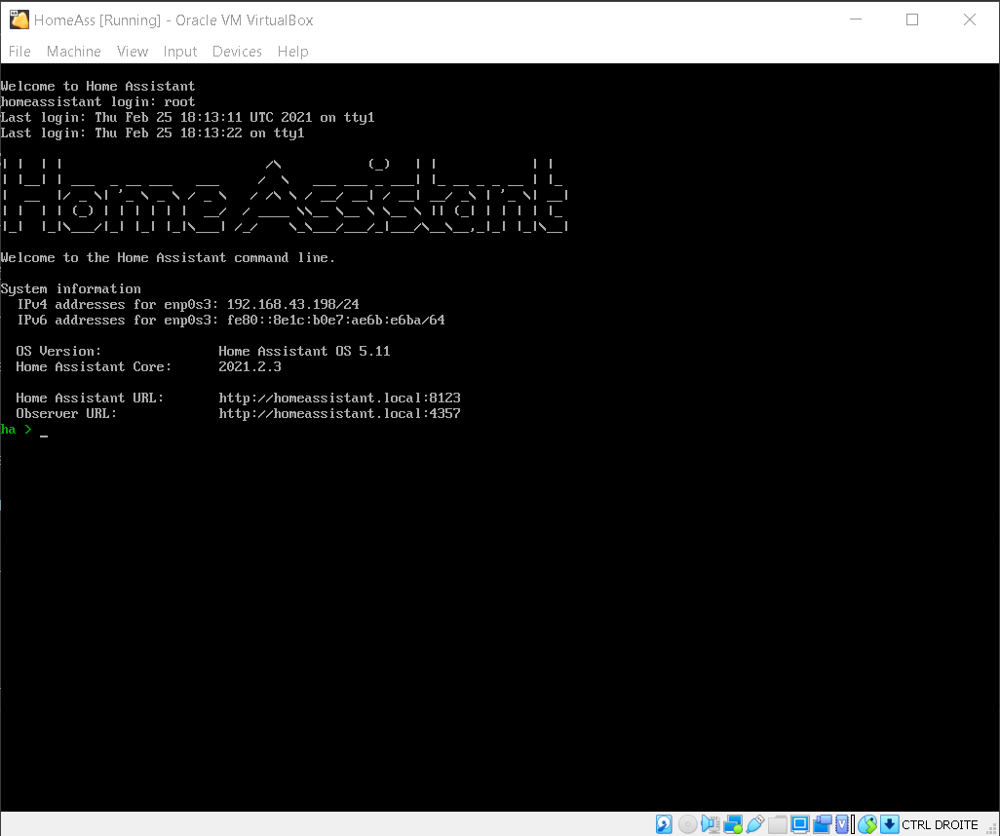 HomeAss [Running] - Oracle VM VirtualBox
File Machine View Input Devices Help
Welcome to Home Assistant
homeassistant login: root
Last login: Thu Feb 25 18:13:11 UTC 2021 on tty1
Last login: Thu Feb 25 18:13:22 on tty1
Home Assistant
Welcome to the Home Assistant command line.
System information
IPv4 addresses for enp0s3: 192.168.43.198/24
IPv6 addresses for enp0s3: fe80::8e1c:b0e7:ae6b:e6ba/64
OS Version: Home Assistant OS 5.11
Home Assistant Core: 2021.2.3
Home Assistant URL: http://homeassistant.local:8123
Observer URL: http://homeassistant.local:4357
ha > _
CTRL DROITE